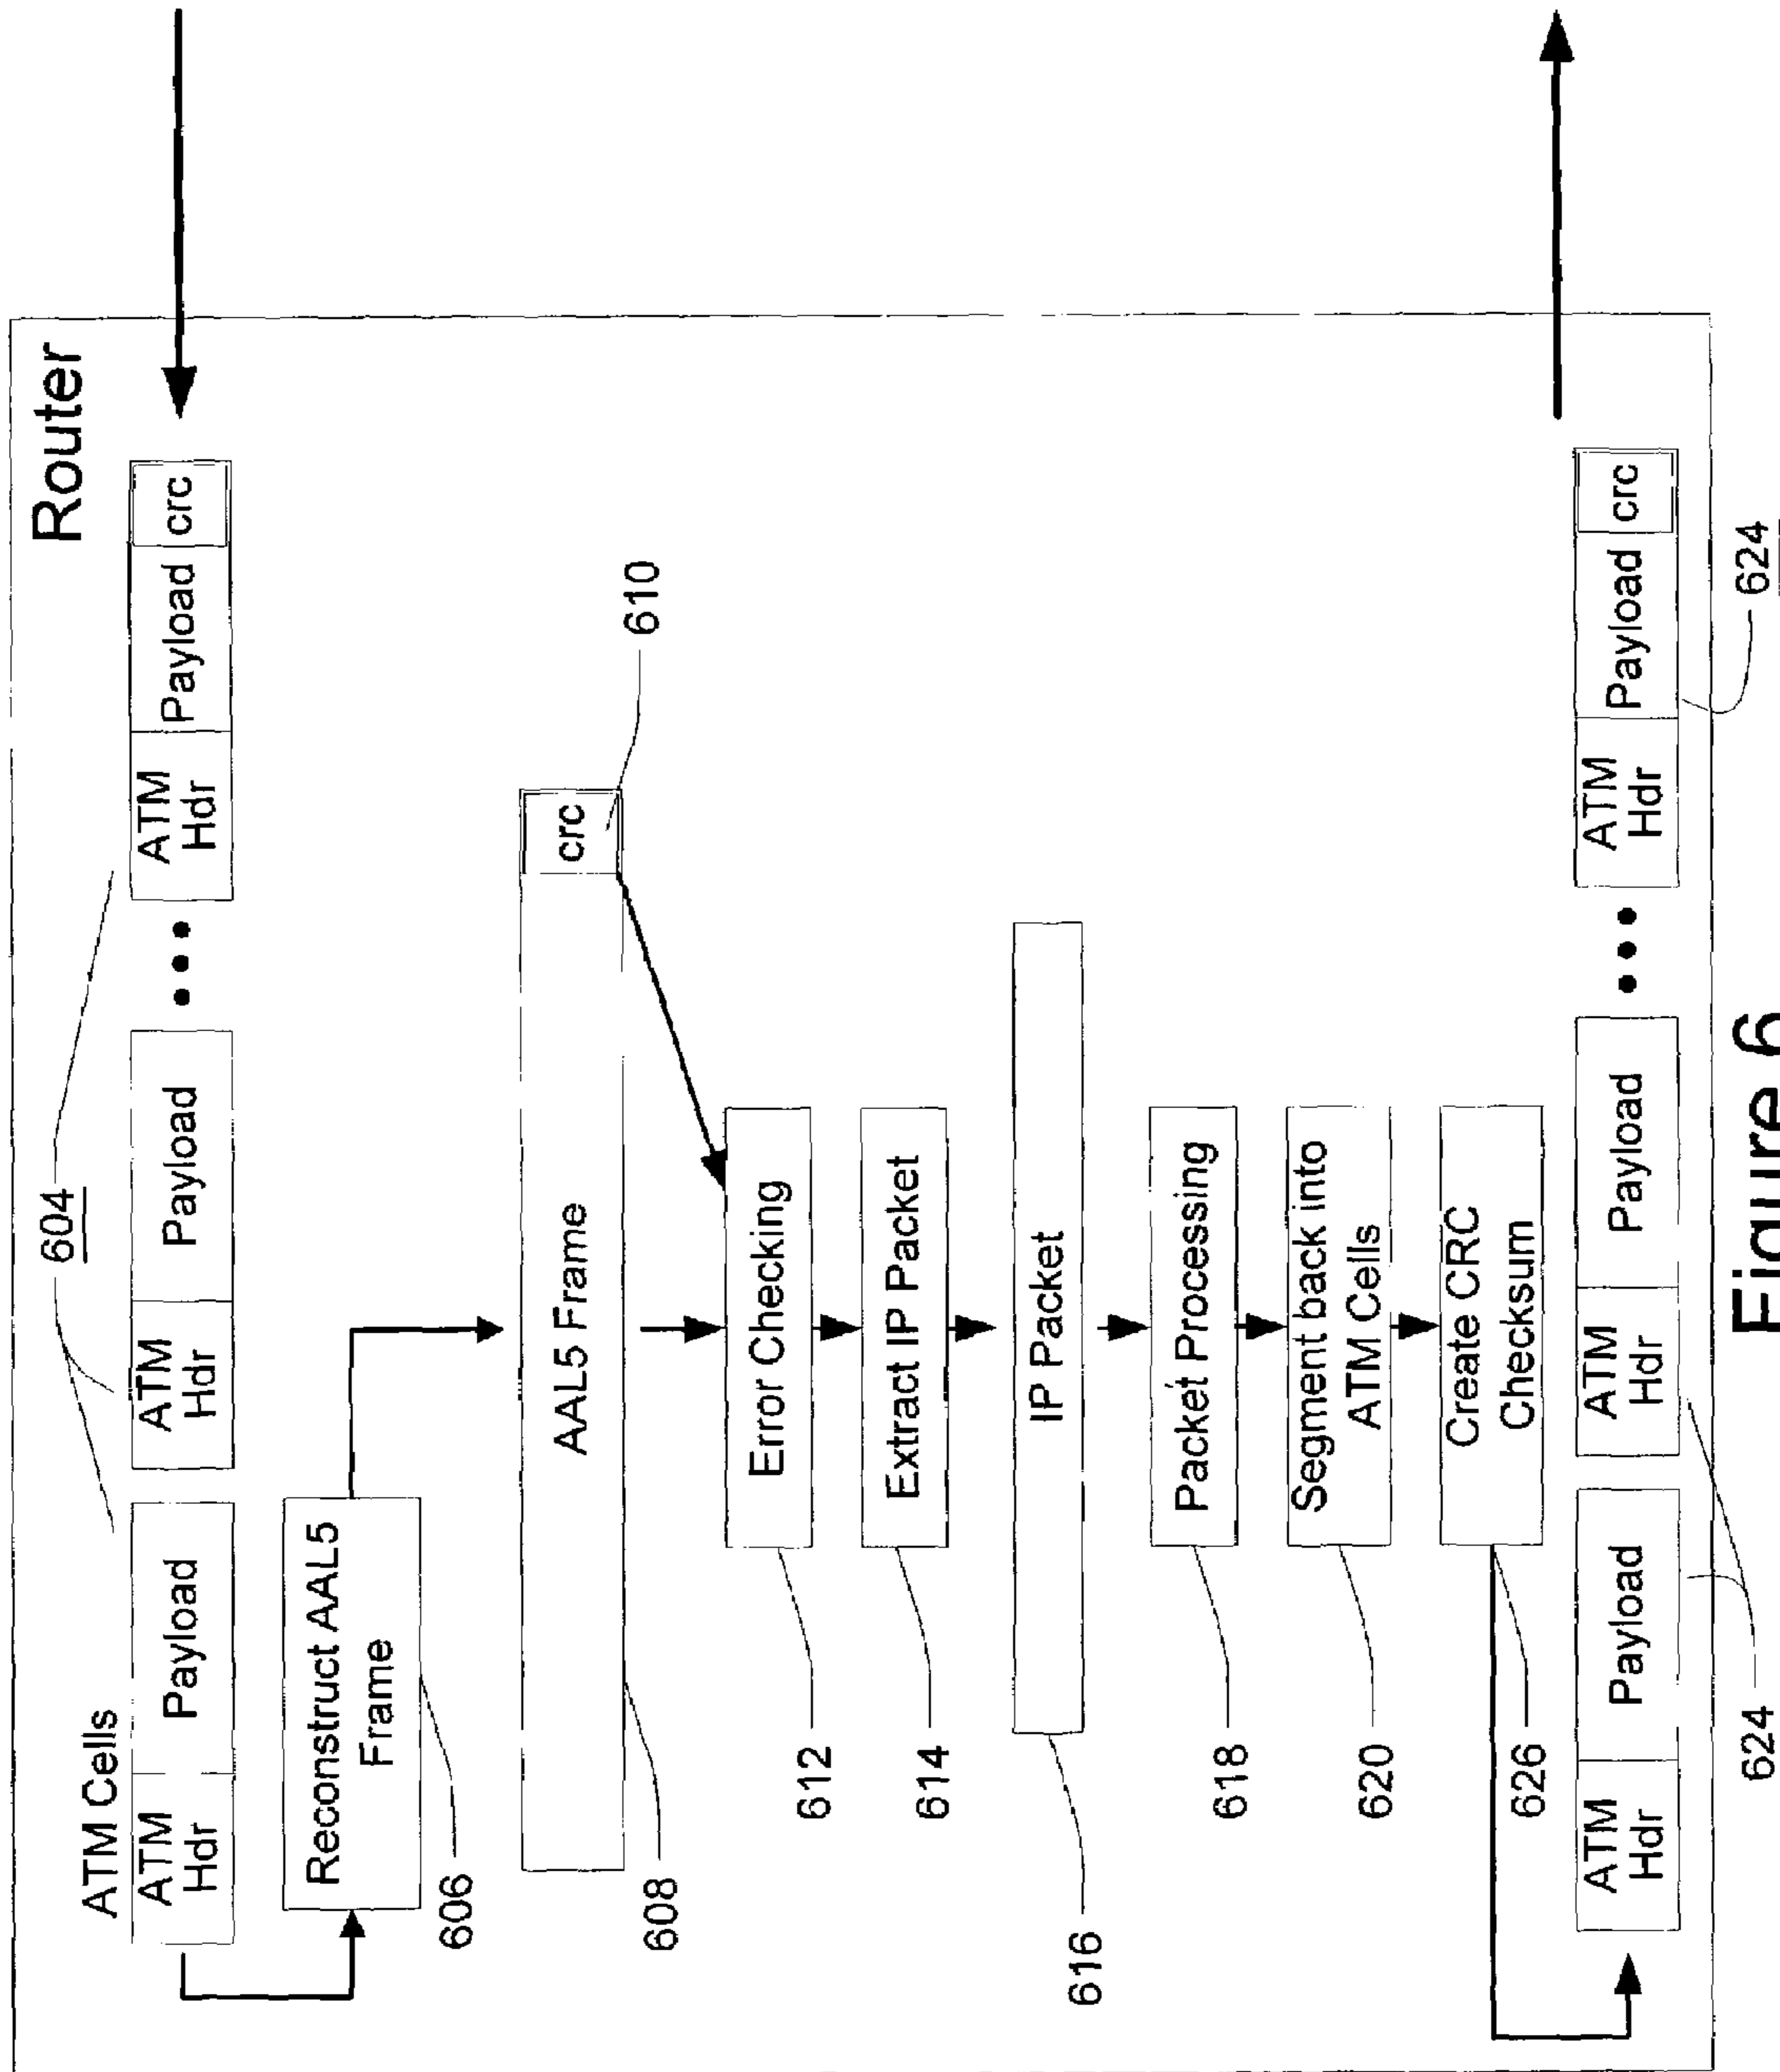 Router
604
ATM Cells
ATM
Hdr
Payload
ATM
Hdr
Payload
ATM
Hdr
Payload
crc
Reconstruct AAL5
Frame
606
AAL5 Frame
crc
608
610
Error Checking
612
Extract IP Packet
614
IP Packet
616
Packet Processing
618
Segment back into
ATM Cells
620
Create CRC
Checksum
626
ATM
Hdr
Payload
ATM
Hdr
Payload
ATM
Hdr
Payload
crc
624
624
Figure 6